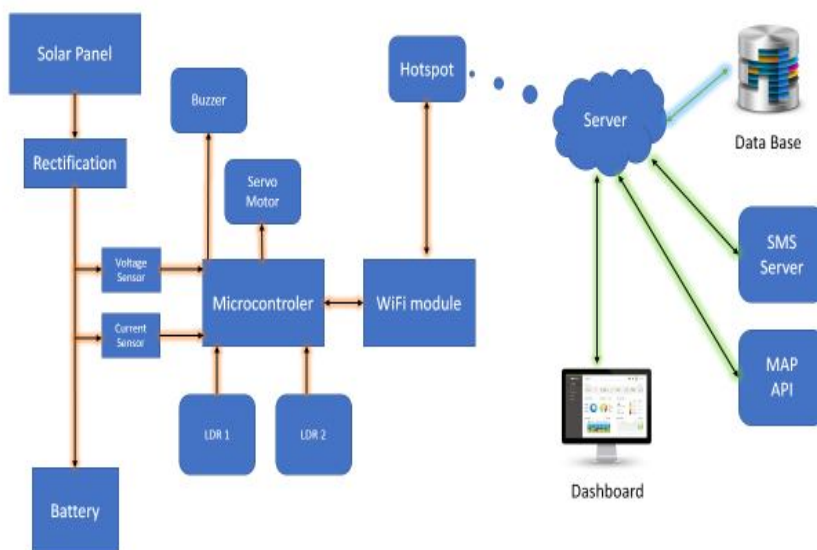 Solar Panel
Hotspot
Buzzer
Server
Data Base
Rectification
Servo
Motor
SMS
Server
Voltage
Sensor
Microcontroler
WiFi module
Current
Sensor
MAP
API
LDR 1
LDR 2
Dashboard
Battery